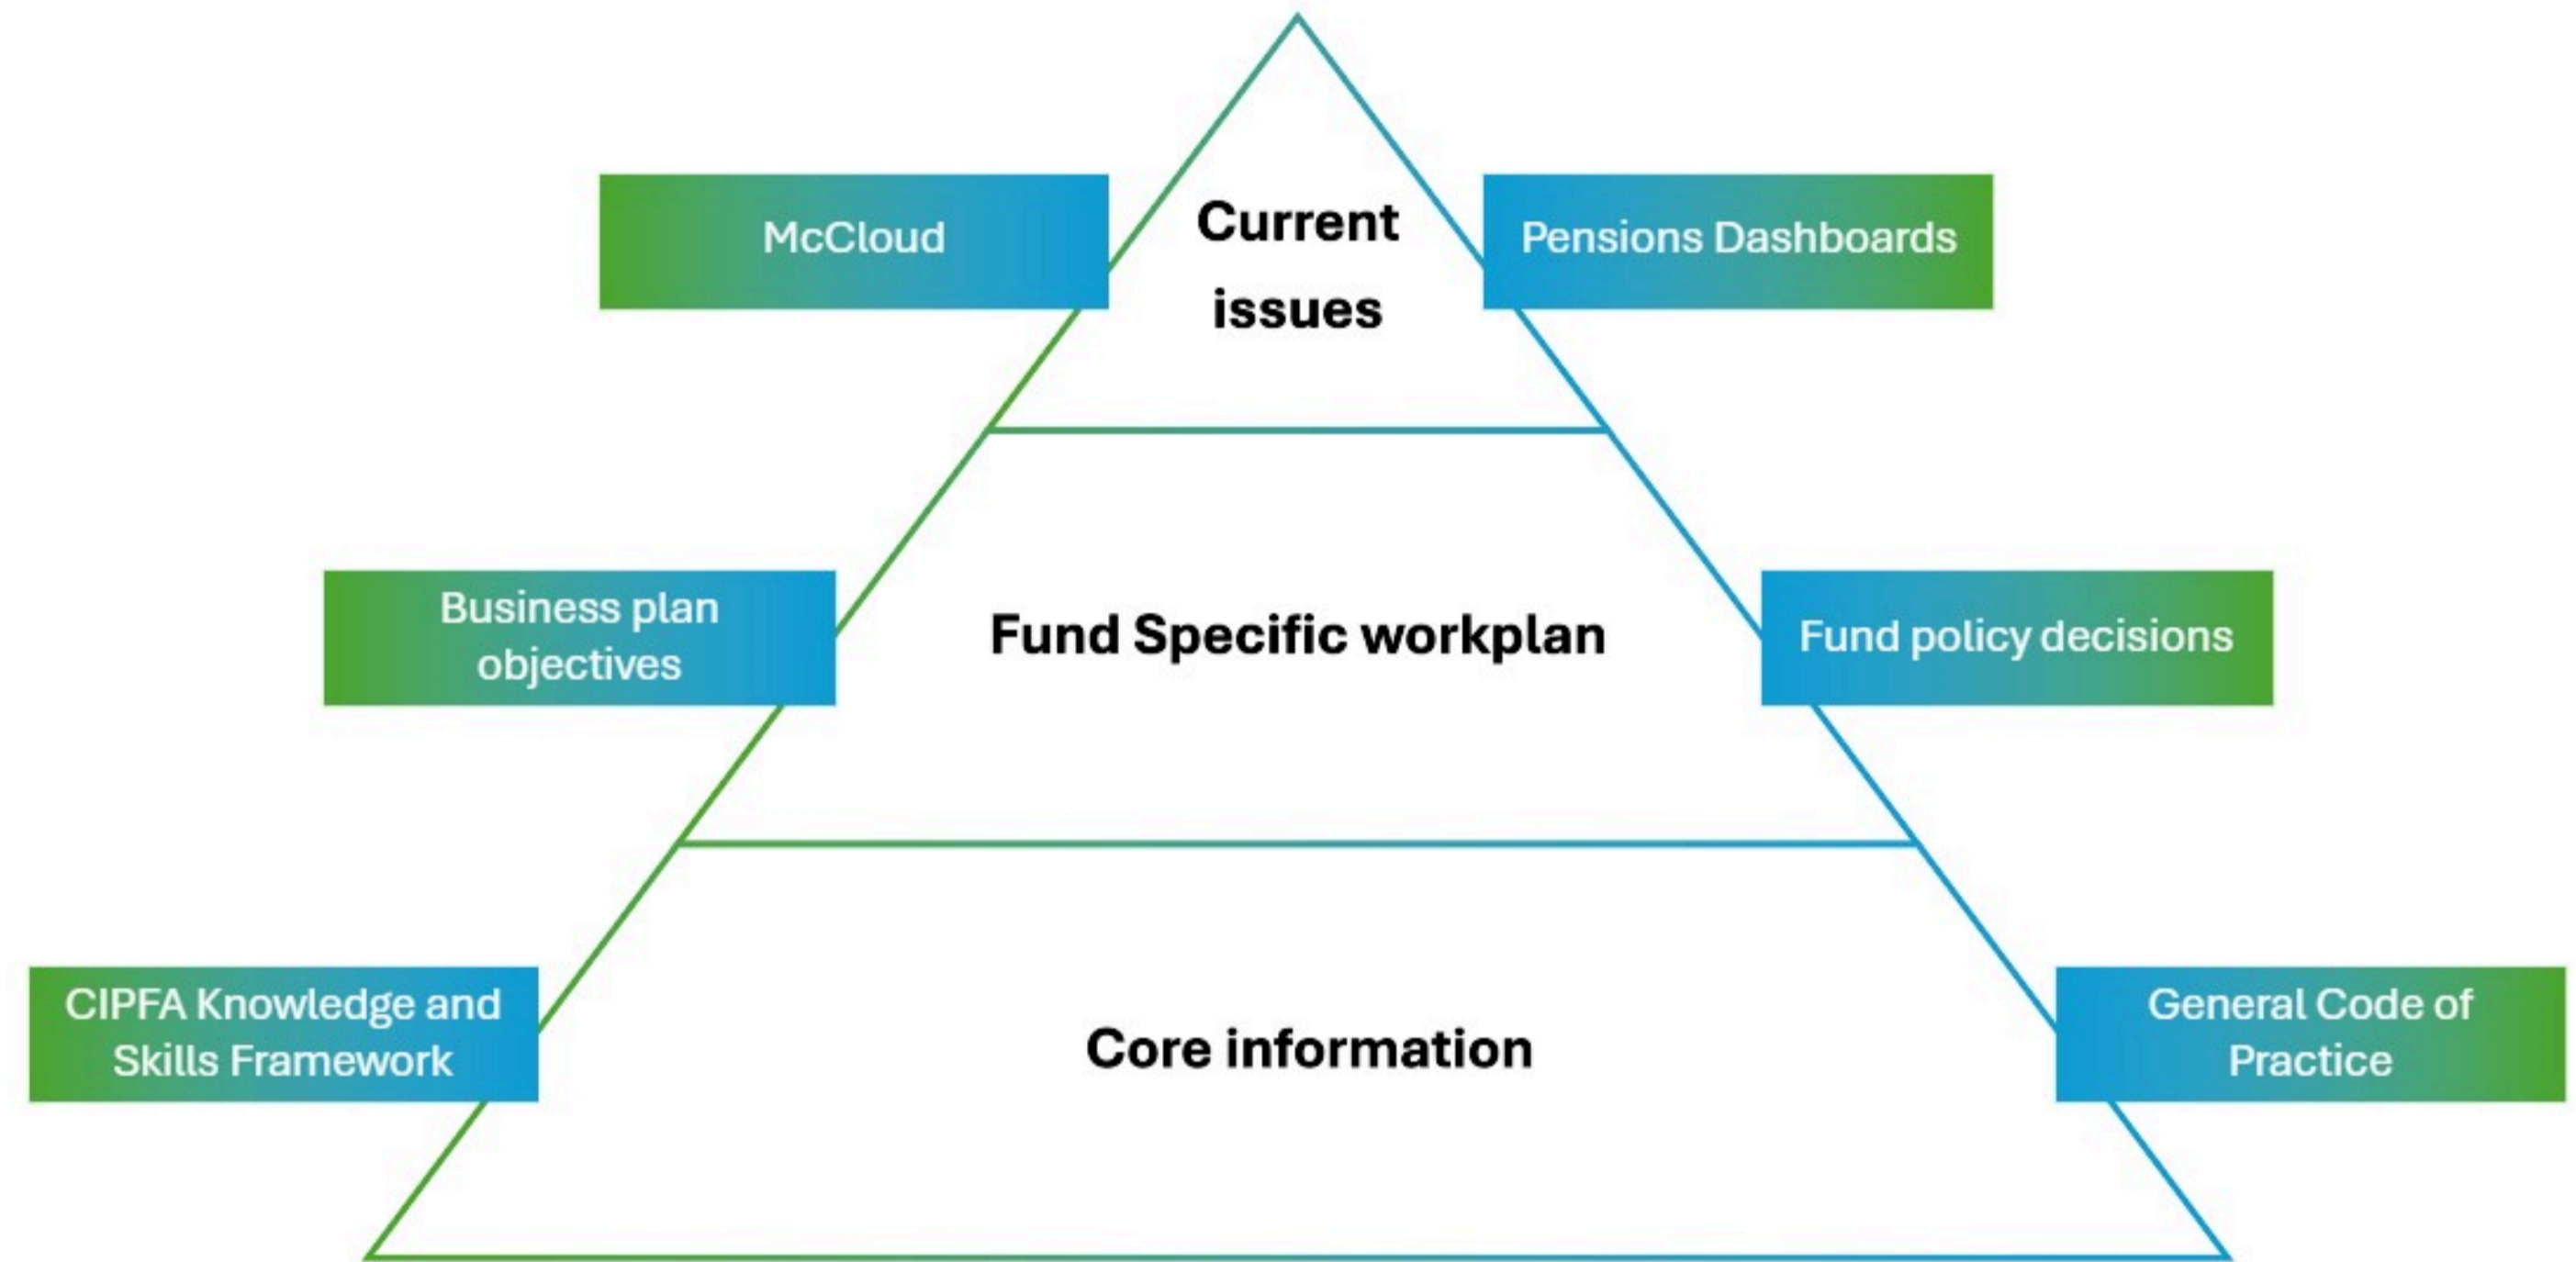 McCloud
Current
issues
Pensions Dashboards
Business plan
objectives
Fund Specific workplan
Fund policy decisions
CIPFA Knowledge and
Skills Framework
Core information
General Code of
Practice